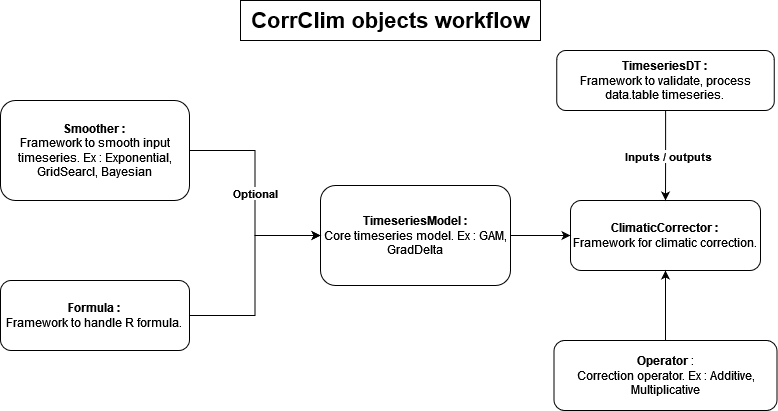 CorrClim objects workflow
TimeseriesDT :
Framework to validate, process
data.table timeseries.
Smoother :
Framework to smooth input
timeseries. Ex : Exponential,
GridSearcl, Bayesian
Inputs / outputs
Optional
TimeseriesModel :
Core timeseries model. Ex : GAM,
GradDelta
ClimaticCorrector :
Framework for climatic correction.
Formula :
Framework to handle R formula.
Operator :
Correction operator. Ex : Additive,
Multiplicative